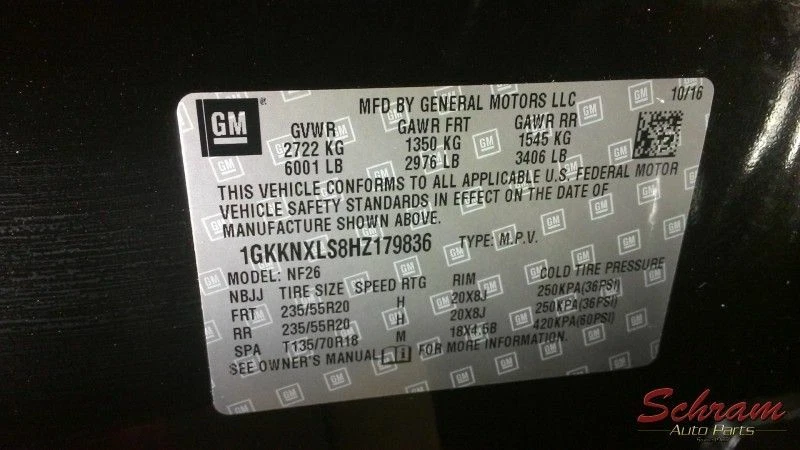 GM
MFD BY GENERAL MOTORS LLC 10/16
GVWR GAWR FRT GAWR RR
2722 KG 1350 KG 1545 KG
6001 LB 2976 LB 3406 LB
THIS VEHICLE CONFORMS TO ALL APPLICABLE U.S. FEDERAL MOTOR
VEHICLE SAFETY STANDARDS IN EFFECT ON THE DATE OF
MANUFACTURE SHOWN ABOVE.
1GKKNXLS8HZ179836 TYPE: M.P.V.
MODEL: NF26
NBJJ TIRE SIZE SPEED RTG RIM COLD TIRE PRESSURE
FRT 235/55R20 H 20X8J 250KPA(36PSI)
RR 235/55R20 H 20X8J 250KPA(36PSI)
SPA T135/70R18 M 18X4.5B 420KPA(60PSI)
SEE OWNER'S MANUAL FOR MORE INFORMATION.
Schram
Auto Parts